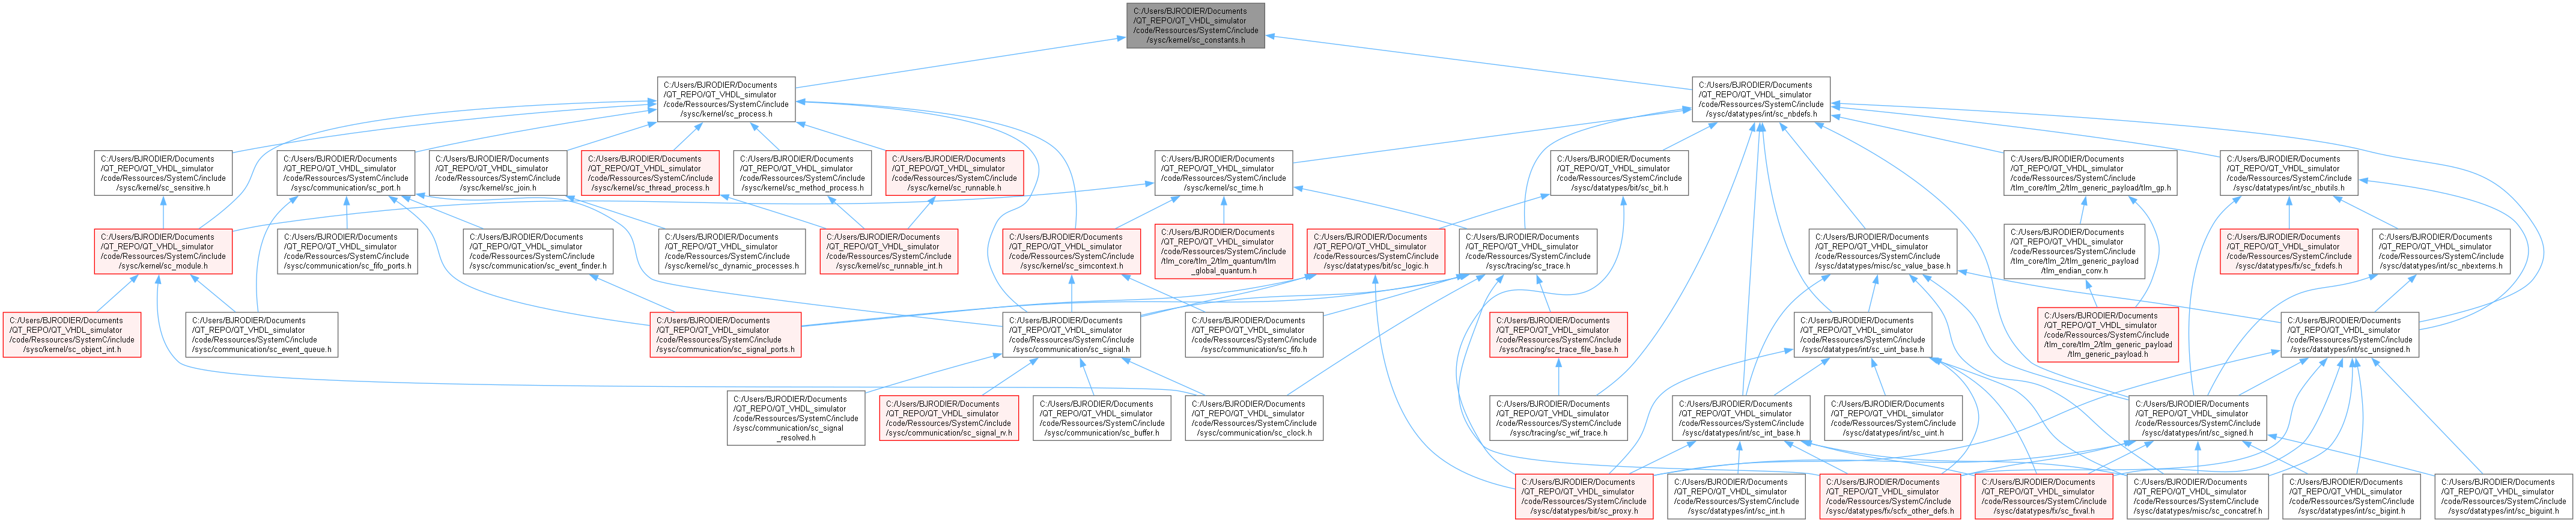 C:/Users/BJRODIER/Documents
/QT_REPO/QT_VHDL_simulator
/code/Ressources/SystemC/include
/sysc/kernel/sc_constants.h
C:/Users/BJRODIER/Documents
/QT_REPO/QT_VHDL_simulator
/code/Ressources/SystemC/include
/sysc/kernel/sc_process.h
C:/Users/BJRODIER/Documents
/QT_REPO/QT_VHDL_simulator
/code/Ressources/SystemC/include
/sysc/datatypes/int/sc_nbdefs.h
C:/Users/BJRODIER/Documents
/QT_REPO/QT_VHDL_simulator
/code/Ressources/SystemC/include
/sysc/kernel/sc_sensitive.h
C:/Users/BJRODIER/Documents
/QT_REPO/QT_VHDL_simulator
/code/Ressources/SystemC/include
/sysc/communication/sc_port.h
C:/Users/BJRODIER/Documents
/QT_REPO/QT_VHDL_simulator
/code/Ressources/SystemC/include
/sysc/kernel/sc_join.h
C:/Users/BJRODIER/Documents
/QT_REPO/QT_VHDL_simulator
/code/Ressources/SystemC/include
/sysc/kernel/sc_thread_process.h
C:/Users/BJRODIER/Documents
/QT_REPO/QT_VHDL_simulator
/code/Ressources/SystemC/include
/sysc/kernel/sc_method_process.h
C:/Users/BJRODIER/Documents
/QT_REPO/QT_VHDL_simulator
/code/Ressources/SystemC/include
/sysc/kernel/sc_runnable.h
C:/Users/BJRODIER/Documents
/QT_REPO/QT_VHDL_simulator
/code/Ressources/SystemC/include
/sysc/kernel/sc_time.h
C:/Users/BJRODIER/Documents
/QT_REPO/QT_VHDL_simulator
/code/Ressources/SystemC/include
/sysc/datatypes/bit/sc_bit.h
C:/Users/BJRODIER/Documents
/QT_REPO/QT_VHDL_simulator
/code/Ressources/SystemC/include
/tlm_core/tlm_2/tlm_generic_payload/tlm_gp.h
C:/Users/BJRODIER/Documents
/QT_REPO/QT_VHDL_simulator
/code/Ressources/SystemC/include
/sysc/datatypes/int/sc_nbutils.h
C:/Users/BJRODIER/Documents
/QT_REPO/QT_VHDL_simulator
/code/Ressources/SystemC/include
/sysc/kernel/sc_module.h
C:/Users/BJRODIER/Documents
/QT_REPO/QT_VHDL_simulator
/code/Ressources/SystemC/include
/sysc/communication/sc_fifo_ports.h
C:/Users/BJRODIER/Documents
/QT_REPO/QT_VHDL_simulator
/code/Ressources/SystemC/include
/sysc/communication/sc_event_finder.h
C:/Users/BJRODIER/Documents
/QT_REPO/QT_VHDL_simulator
/code/Ressources/SystemC/include
/sysc/kernel/sc_dynamic_processes.h
C:/Users/BJRODIER/Documents
/QT_REPO/QT_VHDL_simulator
/code/Ressources/SystemC/include
/sysc/kernel/sc_runnable_int.h
C:/Users/BJRODIER/Documents
/QT_REPO/QT_VHDL_simulator
/code/Ressources/SystemC/include
/sysc/kernel/sc_simcontext.h
C:/Users/BJRODIER/Documents
/QT_REPO/QT_VHDL_simulator
/code/Ressources/SystemC/include
/tlm_core/tlm_2/tlm_quantum/tlm
_global_quantum.h
C:/Users/BJRODIER/Documents
/QT_REPO/QT_VHDL_simulator
/code/Ressources/SystemC/include
/sysc/datatypes/bit/sc_logic.h
C:/Users/BJRODIER/Documents
/QT_REPO/QT_VHDL_simulator
/code/Ressources/SystemC/include
/sysc/tracing/sc_trace.h
C:/Users/BJRODIER/Documents
/QT_REPO/QT_VHDL_simulator
/code/Ressources/SystemC/include
/sysc/datatypes/misc/sc_value_base.h
C:/Users/BJRODIER/Documents
/QT_REPO/QT_VHDL_simulator
/code/Ressources/SystemC/include
/tlm_core/tlm_2/tlm_generic_payload
/tlm_endian_conv.h
C:/Users/BJRODIER/Documents
/QT_REPO/QT_VHDL_simulator
/code/Ressources/SystemC/include
/sysc/datatypes/fx/sc_fxdefs.h
C:/Users/BJRODIER/Documents
/QT_REPO/QT_VHDL_simulator
/code/Ressources/SystemC/include
/sysc/datatypes/int/sc_nbexterns.h
C:/Users/BJRODIER/Documents
/QT_REPO/QT_VHDL_simulator
/code/Ressources/SystemC/include
/sysc/kernel/sc_object_int.h
C:/Users/BJRODIER/Documents
/QT_REPO/QT_VHDL_simulator
/code/Ressources/SystemC/include
/sysc/communication/sc_event_queue.h
C:/Users/BJRODIER/Documents
/QT_REPO/QT_VHDL_simulator
/code/Ressources/SystemC/include
/sysc/communication/sc_signal_ports.h
C:/Users/BJRODIER/Documents
/QT_REPO/QT_VHDL_simulator
/code/Ressources/SystemC/include
/sysc/communication/sc_signal.h
C:/Users/BJRODIER/Documents
/QT_REPO/QT_VHDL_simulator
/code/Ressources/SystemC/include
/sysc/communication/sc_fifo.h
C:/Users/BJRODIER/Documents
/QT_REPO/QT_VHDL_simulator
/code/Ressources/SystemC/include
/sysc/tracing/sc_trace_file_base.h
C:/Users/BJRODIER/Documents
/QT_REPO/QT_VHDL_simulator
/code/Ressources/SystemC/include
/sysc/datatypes/int/sc_uint_base.h
C:/Users/BJRODIER/Documents
/QT_REPO/QT_VHDL_simulator
/code/Ressources/SystemC/include
/tlm_core/tlm_2/tlm_generic_payload
/tlm_generic_payload.h
C:/Users/BJRODIER/Documents
/QT_REPO/QT_VHDL_simulator
/code/Ressources/SystemC/include
/sysc/datatypes/int/sc_unsigned.h
C:/Users/BJRODIER/Documents
/QT_REPO/QT_VHDL_simulator
/code/Ressources/SystemC/include
/sysc/communication/sc_signal
_resolved.h
C:/Users/BJRODIER/Documents
/QT_REPO/QT_VHDL_simulator
/code/Ressources/SystemC/include
/sysc/communication/sc_signal_rv.h
C:/Users/BJRODIER/Documents
/QT_REPO/QT_VHDL_simulator
/code/Ressources/SystemC/include
/sysc/communication/sc_buffer.h
C:/Users/BJRODIER/Documents
/QT_REPO/QT_VHDL_simulator
/code/Ressources/SystemC/include
/sysc/communication/sc_clock.h
C:/Users/BJRODIER/Documents
/QT_REPO/QT_VHDL_simulator
/code/Ressources/SystemC/include
/sysc/tracing/sc_wif_trace.h
C:/Users/BJRODIER/Documents
/QT_REPO/QT_VHDL_simulator
/code/Ressources/SystemC/include
/sysc/datatypes/int/sc_int_base.h
C:/Users/BJRODIER/Documents
/QT_REPO/QT_VHDL_simulator
/code/Ressources/SystemC/include
/sysc/datatypes/int/sc_uint.h
C:/Users/BJRODIER/Documents
/QT_REPO/QT_VHDL_simulator
/code/Ressources/SystemC/include
/sysc/datatypes/int/sc_signed.h
C:/Users/BJRODIER/Documents
/QT_REPO/QT_VHDL_simulator
/code/Ressources/SystemC/include
/sysc/datatypes/bit/sc_proxy.h
C:/Users/BJRODIER/Documents
/QT_REPO/QT_VHDL_simulator
/code/Ressources/SystemC/include
/sysc/datatypes/int/sc_int.h
C:/Users/BJRODIER/Documents
/QT_REPO/QT_VHDL_simulator
/code/Ressources/SystemC/include
/sysc/datatypes/fx/scfx_other_defs.h
C:/Users/BJRODIER/Documents
/QT_REPO/QT_VHDL_simulator
/code/Ressources/SystemC/include
/sysc/datatypes/fx/sc_fxval.h
C:/Users/BJRODIER/Documents
/QT_REPO/QT_VHDL_simulator
/code/Ressources/SystemC/include
/sysc/datatypes/misc/sc_concatref.h
C:/Users/BJRODIER/Documents
/QT_REPO/QT_VHDL_simulator
/code/Ressources/SystemC/include
/sysc/datatypes/int/sc_bigint.h
C:/Users/BJRODIER/Documents
/QT_REPO/QT_VHDL_simulator
/code/Ressources/SystemC/include
/sysc/datatypes/int/sc_biguint.h